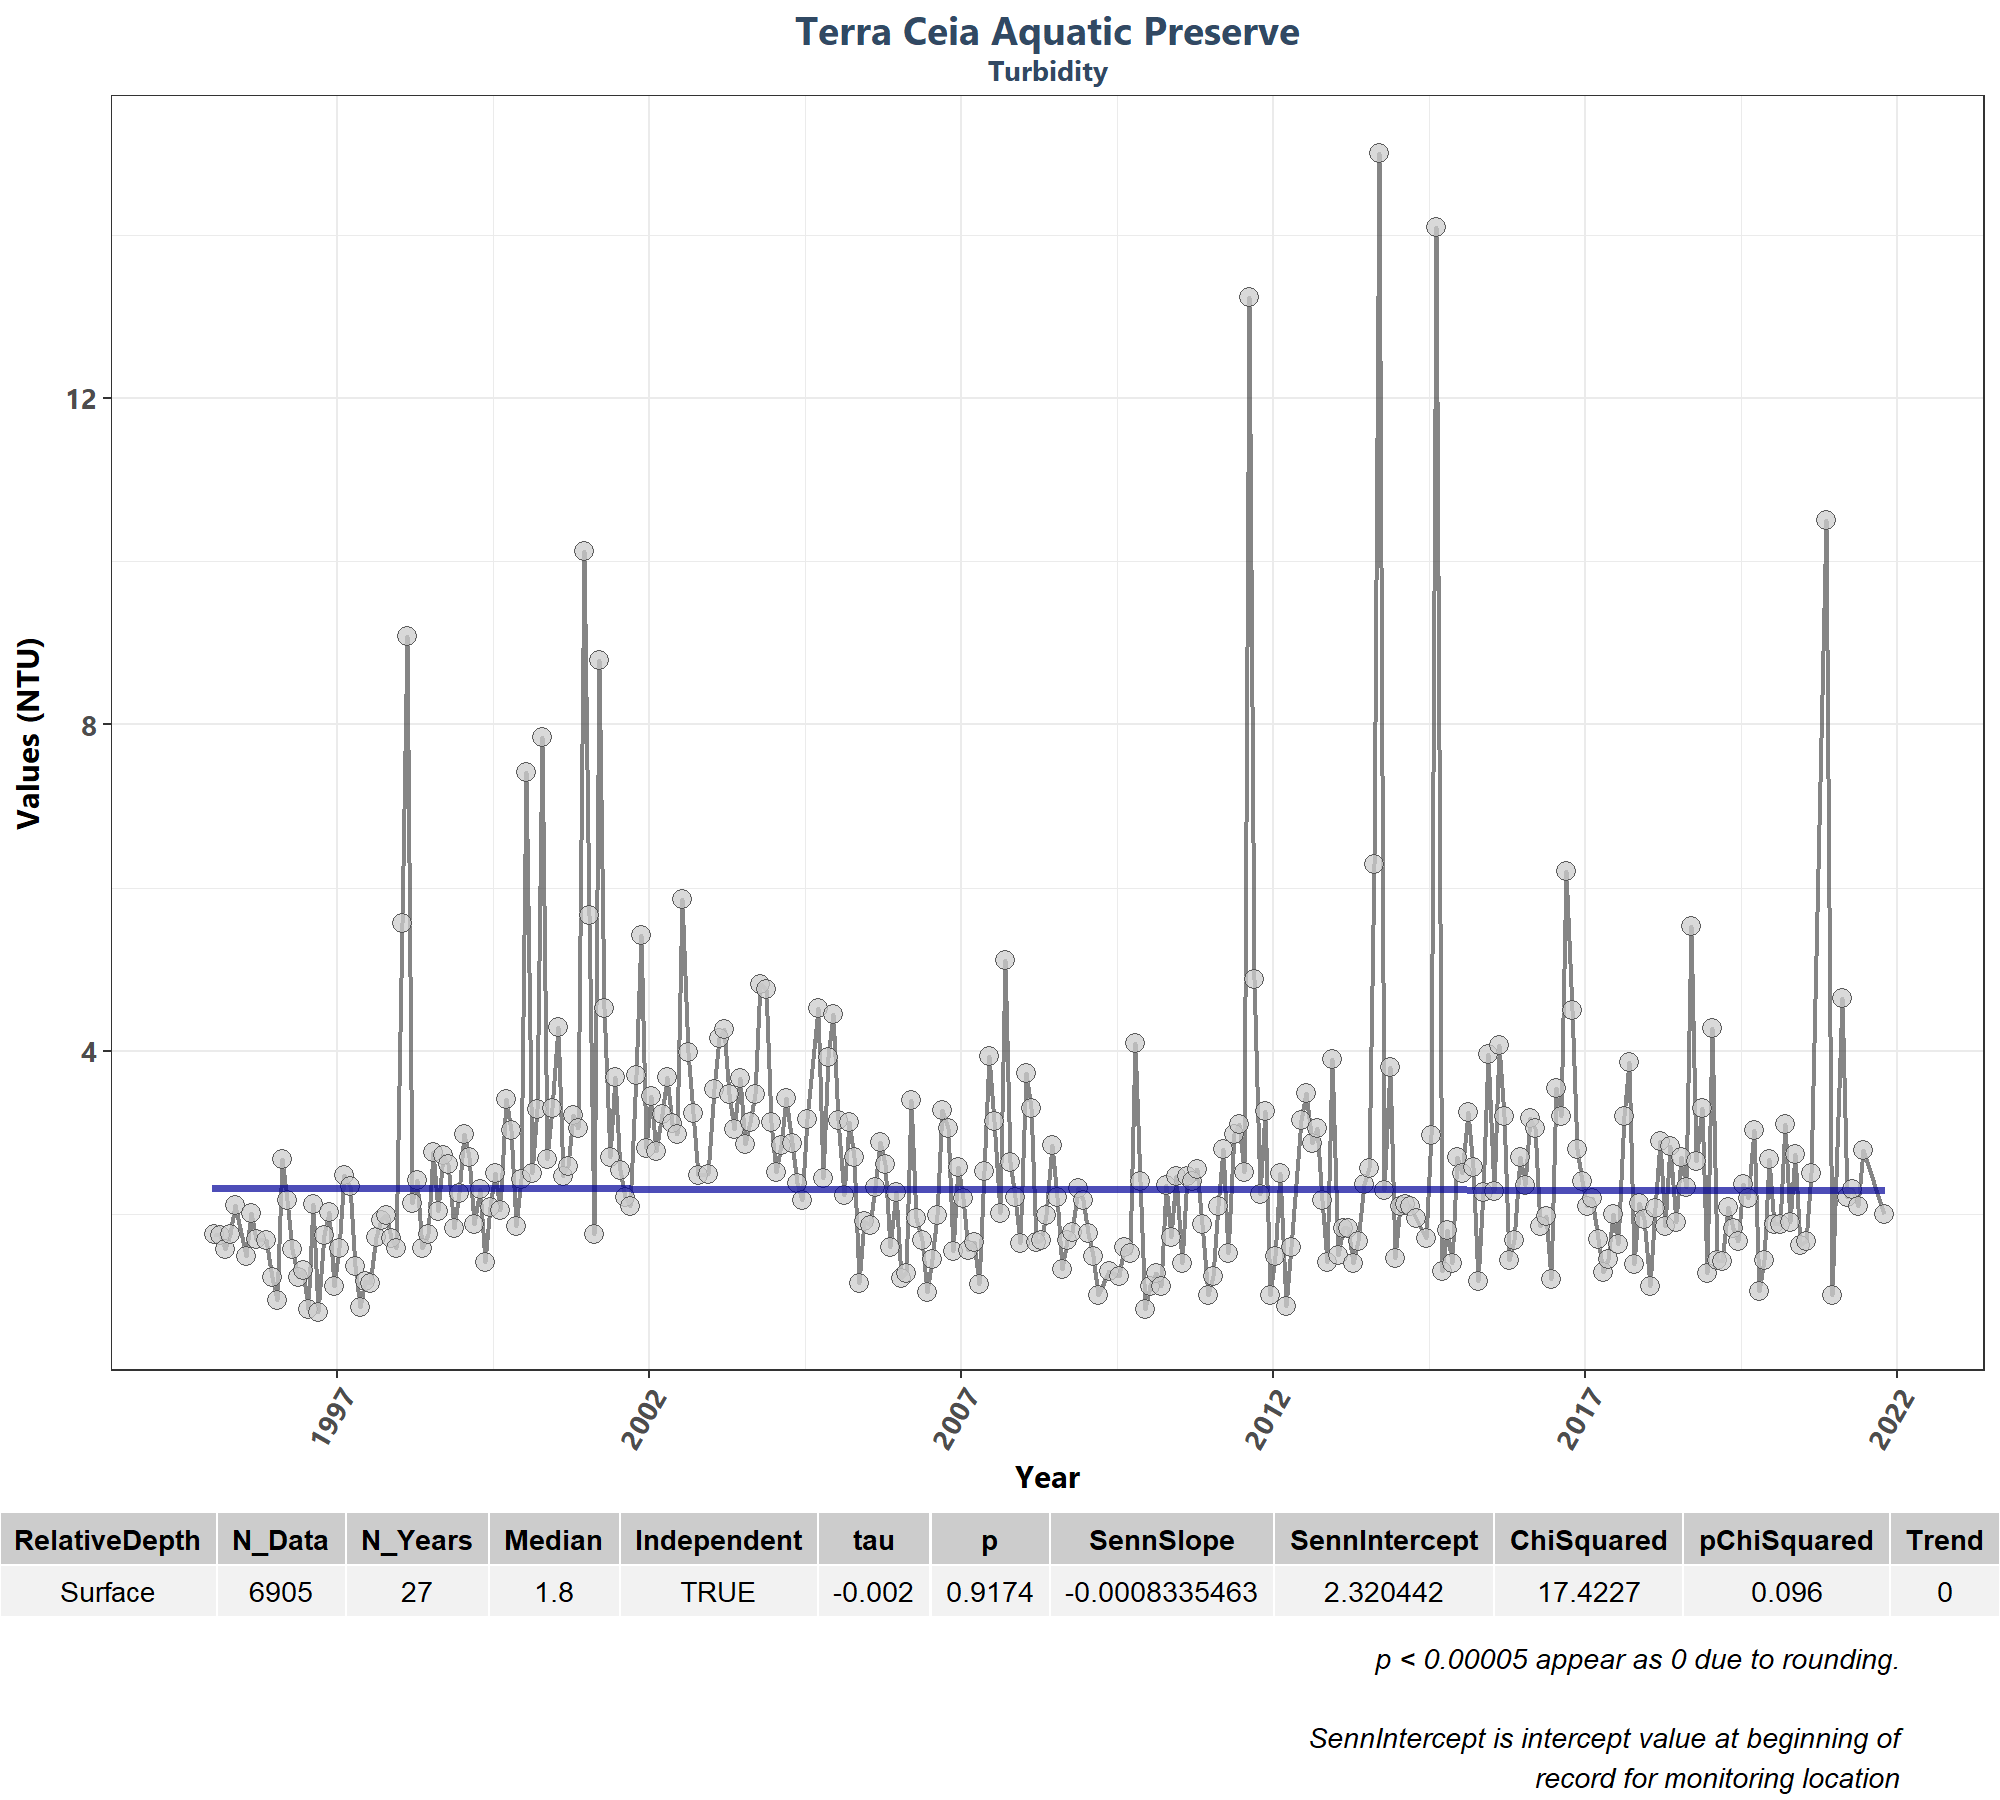 Terra Ceia Aquatic Preserve
Turbidity
Values (NTU)
12
8
4
1997 2002 2007 2012 2017 2022
Year
RelativeDepth N_Data N_Years Median Independent tau p SennSlope SennIntercept ChiSquared pChiSquared Trend
Surface 6905 27 1.8 TRUE -0.002 0.9174 -0.0008335463 2.320442 17.4227 0.096 0
p < 0.00005 appear as 0 due to rounding.
SennIntercept is intercept value at beginning of
record for monitoring location